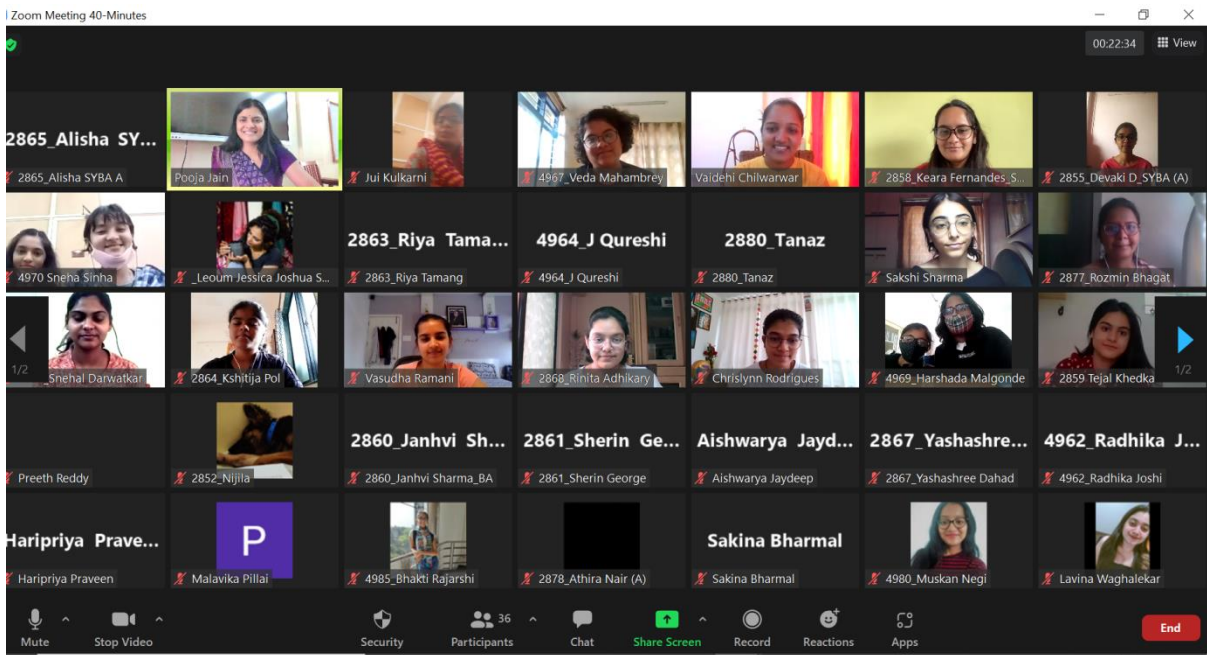 Zoom Meeting 40-Minutes
00:22:34 View
2865_Alisha SY...
2865_Alisha SYBA A
Pooja Jain
Jui Kulkarni
4967_Veda Mahambrey
Vaidehi Chilwarwar
2858_Keara Fernandes_S...
2855_Devaki D_SYBA (A)
4970 Sneha Sinha
_Leoum Jessica Joshua S...
2863_Riya Tama...
2863_Riya Tamang
4964_J Qureshi
4964_J Qureshi
2880_Tanaz
2880_Tanaz
Sakshi Sharma
2877_Rozmin Bhagat
1/2
Snehal Darwatkar
2864_Kshitija Pol
Vasudha Ramani
2868_Rinita Adhikary
Chrislynn Rodrigues
4969_Harshada Malgonde
2859 Tejal Khedka
1/2
Preeth Reddy
2852_Nijila
2860_Janhvi Sh...
2860_Janhvi Sharma_BA
2861_Sherin Ge...
2861_Sherin George
Aishwarya Jayd...
Aishwarya Jaydeep
2867_Yashashre...
2867_Yashashree Dahad
4962_Radhika J...
4962_Radhika Joshi
Haripriya Prave...
Haripriya Praveen
P
Malavika Pillai
4985_Bhakti Rajarshi
2878_Athira Nair (A)
Sakina Bharmal
Sakina Bharmal
4980_Muskan Negi
Lavina Waghalekar
Mute
Stop Video
Security
36
Participants
Chat
Share Screen
Record
Reactions
Apps
End